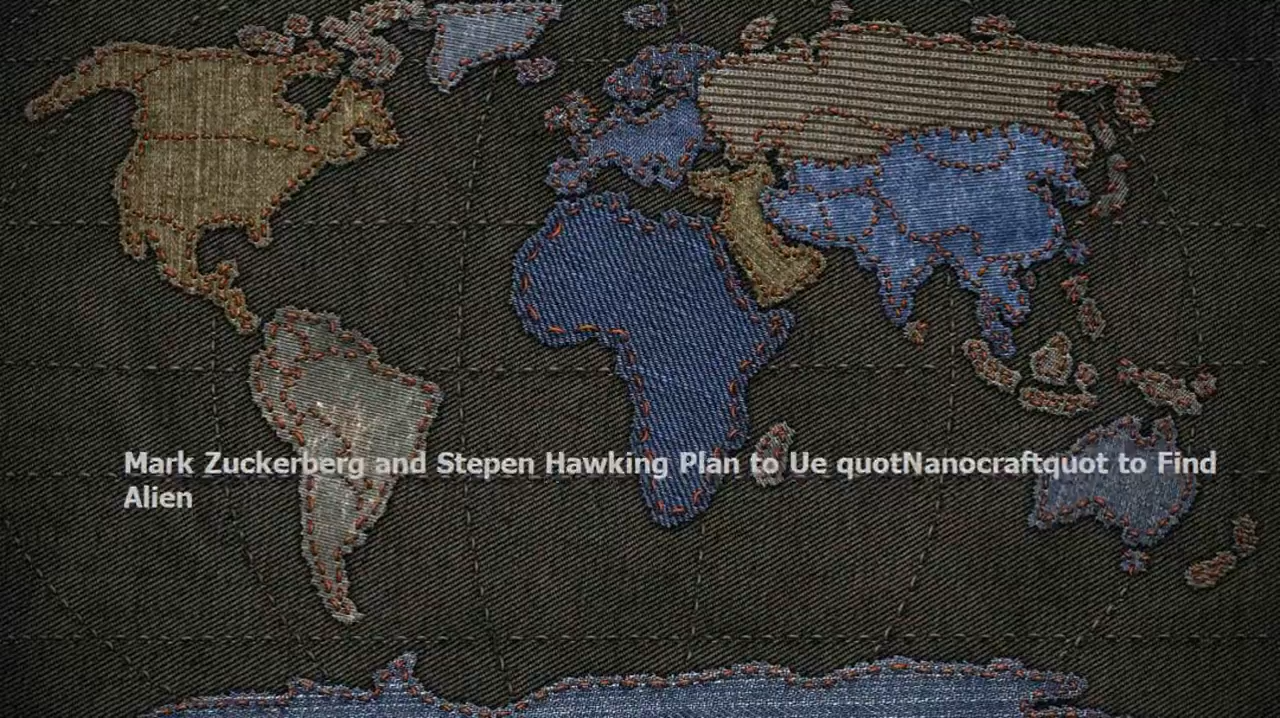 Mark Zuckerberg and Stepen Hawking Plan to Ue quotNanocraftquot to Find
Alien